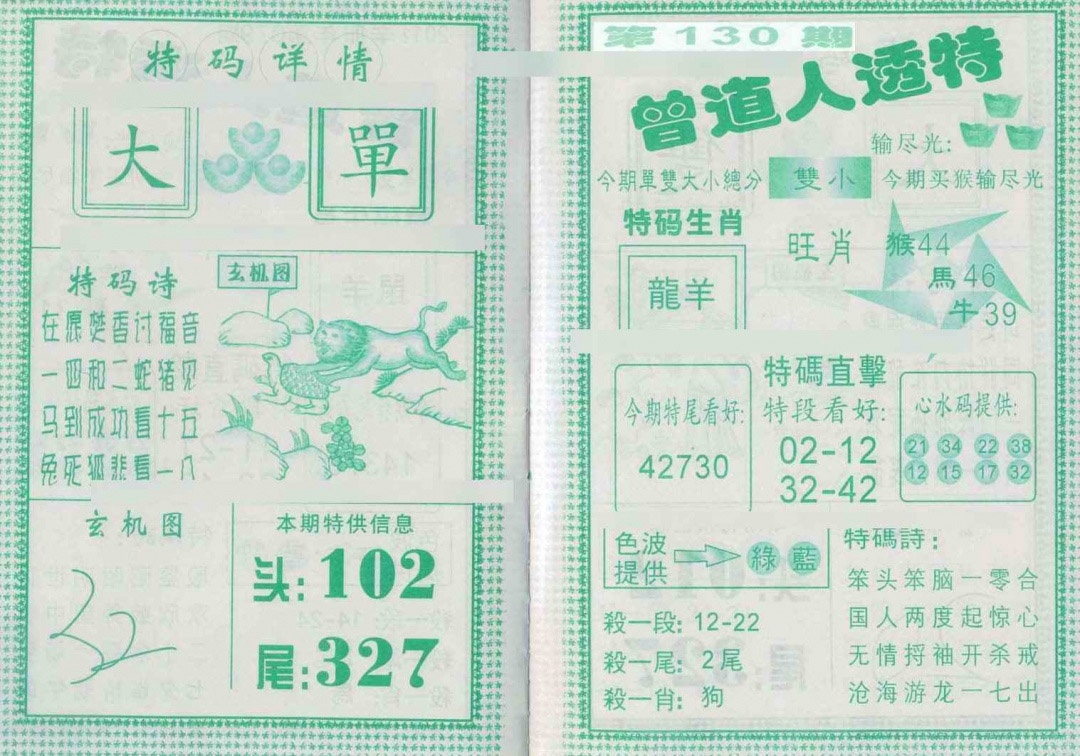 特码详情
大 單
特码诗
玄机图
在愿楚香讨福音
一四和二蛇猪见
马到成功看十五
兔死狐悲看一八
玄机图
本期特供信息
头:102
尾:327
第130期
曾道人透特
输尽光:
今期單雙大小總分 雙小 今期买猴输尽光
特码生肖
龍羊
旺肖
猴44
馬46
牛39
今期特尾看好:
42730
特碼直擊
特段看好:
02-12
32-42
心水码提供:
21 34 22 38
12 15 17 32
色波
提供
綠 藍
殺一段: 12-22
殺一尾: 2尾
殺一肖: 狗
特碼詩:
笨头笨脑一零合
国人两度起惊心
无情捋袖开杀戒
沧海游龙一七出